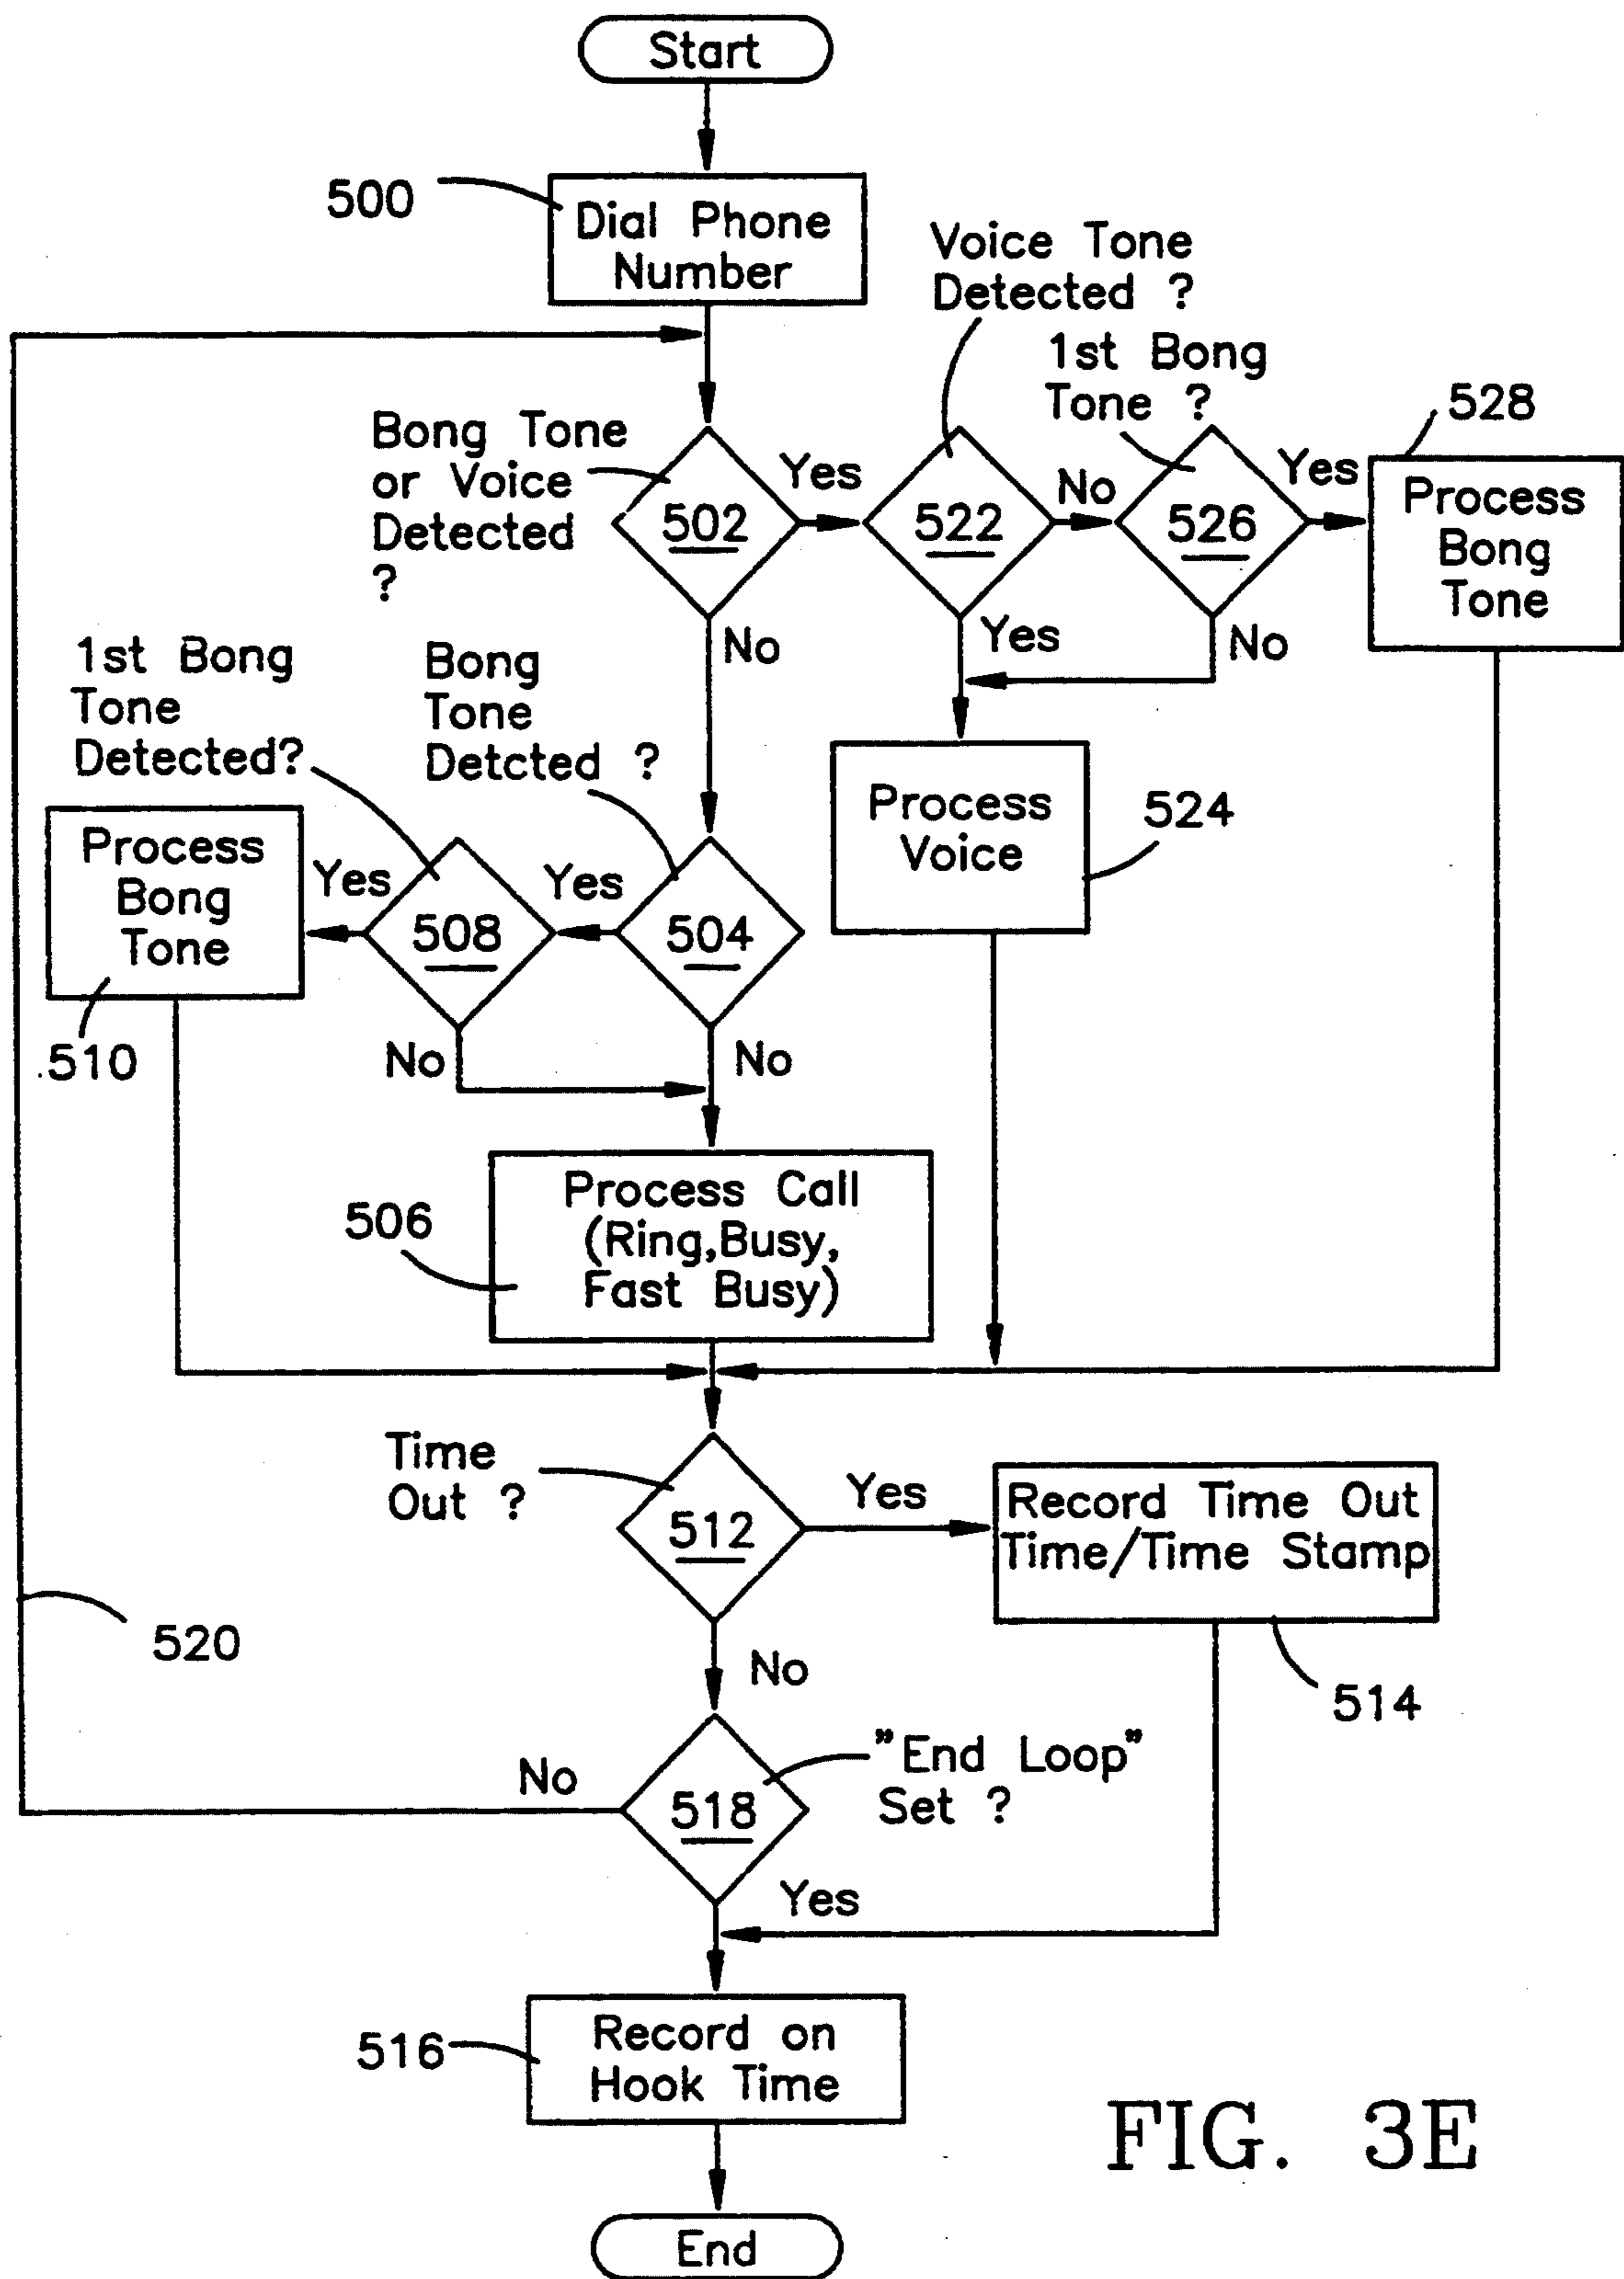 Start
500
Dial Phone
Number
Voice Tone
Detected ?
1st Bong
Tone ?
528
Bong Tone
or Voice
Detected
?
502
Yes
522
No
526
Yes
Process
Bong
Tone
No
Yes
No
1st Bong
Tone
Detected?
Bong
Tone
Detcted ?
Process
Voice
524
Process
Bong
Tone
Yes
508
Yes
504
510
No
No
506
Process Call
(Ring,Busy,
Fast Busy)
Time
Out ?
512
Yes
Record Time Out
Time/Time Stamp
520
No
514
No
518
"End Loop"
Set ?
Yes
516
Record on
Hook Time
End
FIG. 3E